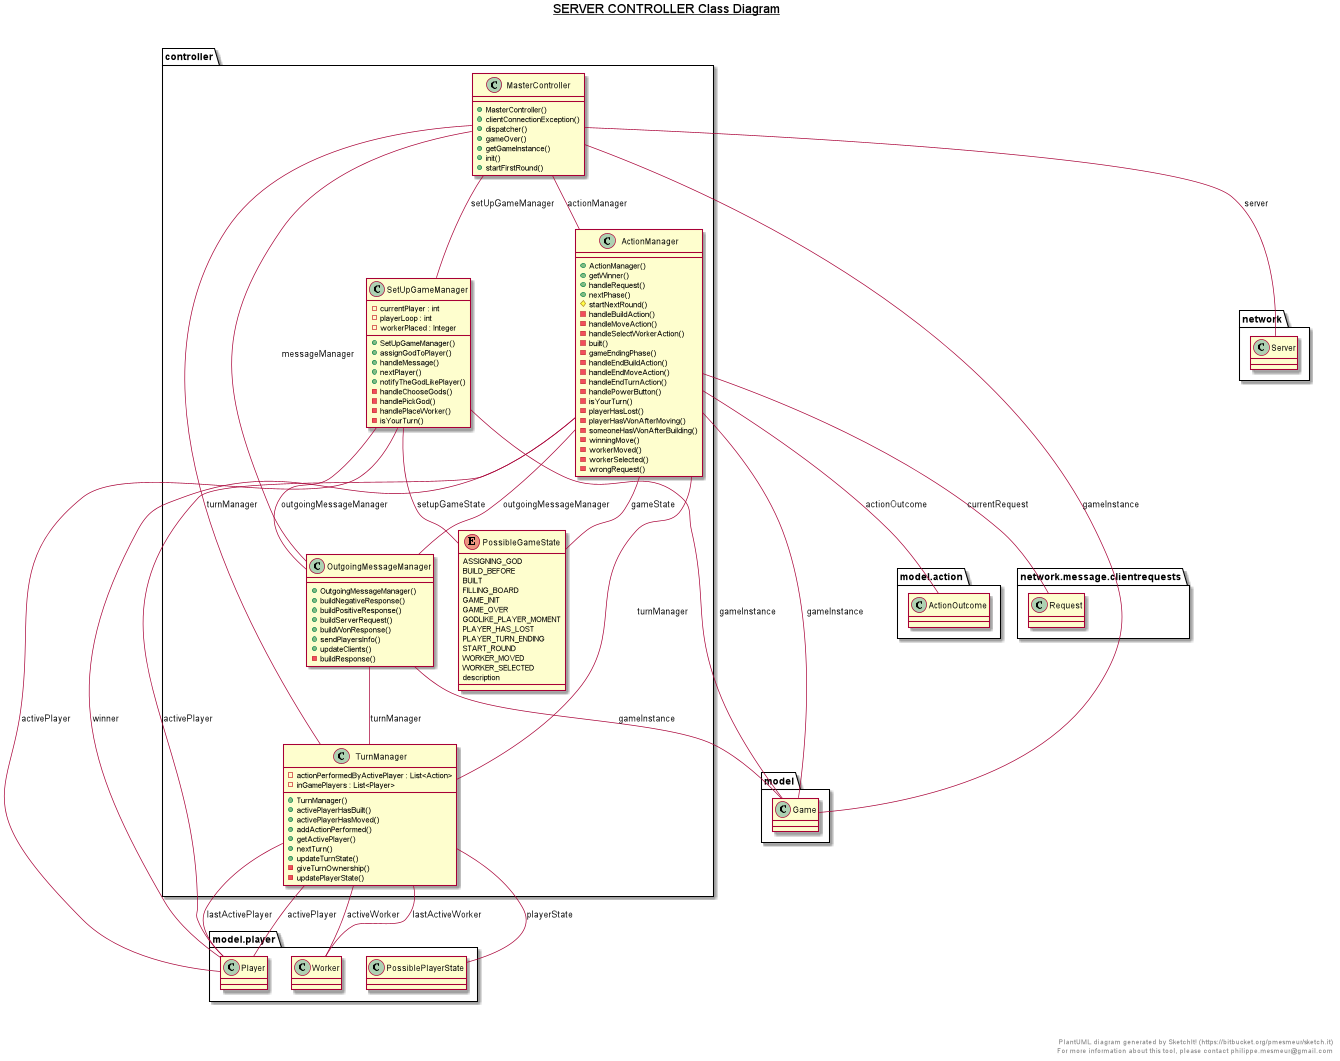 SERVER CONTROLLER Class Diagram
controller
C MasterController
MasterController()
clientConnectionException()
dispatcher()
gameOver()
getGameInstance()
init()
startFirstRound()
setUpGameManager
actionManager
server
C ActionManager
ActionManager()
getWinner()
handleRequest()
nextPhase()
startNextRound()
handleBuildAction()
handleMoveAction()
handleSelectWorkerAction()
built()
gameEndingPhase()
handleEndBuildAction()
handleEndMoveAction()
handleEndTurnAction()
handlePowerButton()
isYourTurn()
playerHasLost()
playerHasWonAfterMoving()
someoneHasWonAfterBuilding()
winningMove()
workerMoved()
workerSelected()
wrongRequest()
C SetUpGameManager
currentPlayer : int
playerLoop : int
workerPlaced : Integer
SetUpGameManager()
assignGodToPlayer()
handleMessage()
nextPlayer()
notifyTheGodLikePlayer()
handleChooseGods()
handlePickGod()
handlePlaceWorker()
isYourTurn()
messageManager
network
C Server
turnManager
outgoingMessageManager
setupGameState
outgoingMessageManager
gameState
actionOutcome
currentRequest
gameInstance
C OutgoingMessageManager
OutgoingMessageManager()
buildNegativeResponse()
buildPositiveResponse()
buildServerRequest()
buildWonResponse()
sendPlayersInfo()
updateClients()
buildResponse()
E PossibleGameState
ASSIGNING_GOD
BUILD_BEFORE
BUILT
FILLING_BOARD
GAME_INIT
GAME_OVER
GODLIKE_PLAYER_MOMENT
PLAYER_HAS_LOST
PLAYER_TURN_ENDING
START_ROUND
WORKER_MOVED
WORKER_SELECTED
description
model.action
C ActionOutcome
network.message.clientrequests
C Request
turnManager
gameInstance
gameInstance
activePlayer
winner
activePlayer
turnManager
gameInstance
C TurnManager
actionPerformedByActivePlayer : List<Action>
inGamePlayers : List<Player>
TurnManager()
activePlayerHasBuilt()
activePlayerHasMoved()
addActionPerformed()
getActivePlayer()
nextTurn()
updateTurnState()
giveTurnOwnership()
updatePlayerState()
model
C Game
lastActivePlayer
activePlayer
activeWorker
lastActiveWorker
playerState
model.player
C Player
C Worker
C PossiblePlayerState
PlantUML diagram generated by SketchIt! (https://bitbucket.org/pmesmeur/sketch.it)
For more information about this tool, please contact philippe.mesmeur@gmail.com